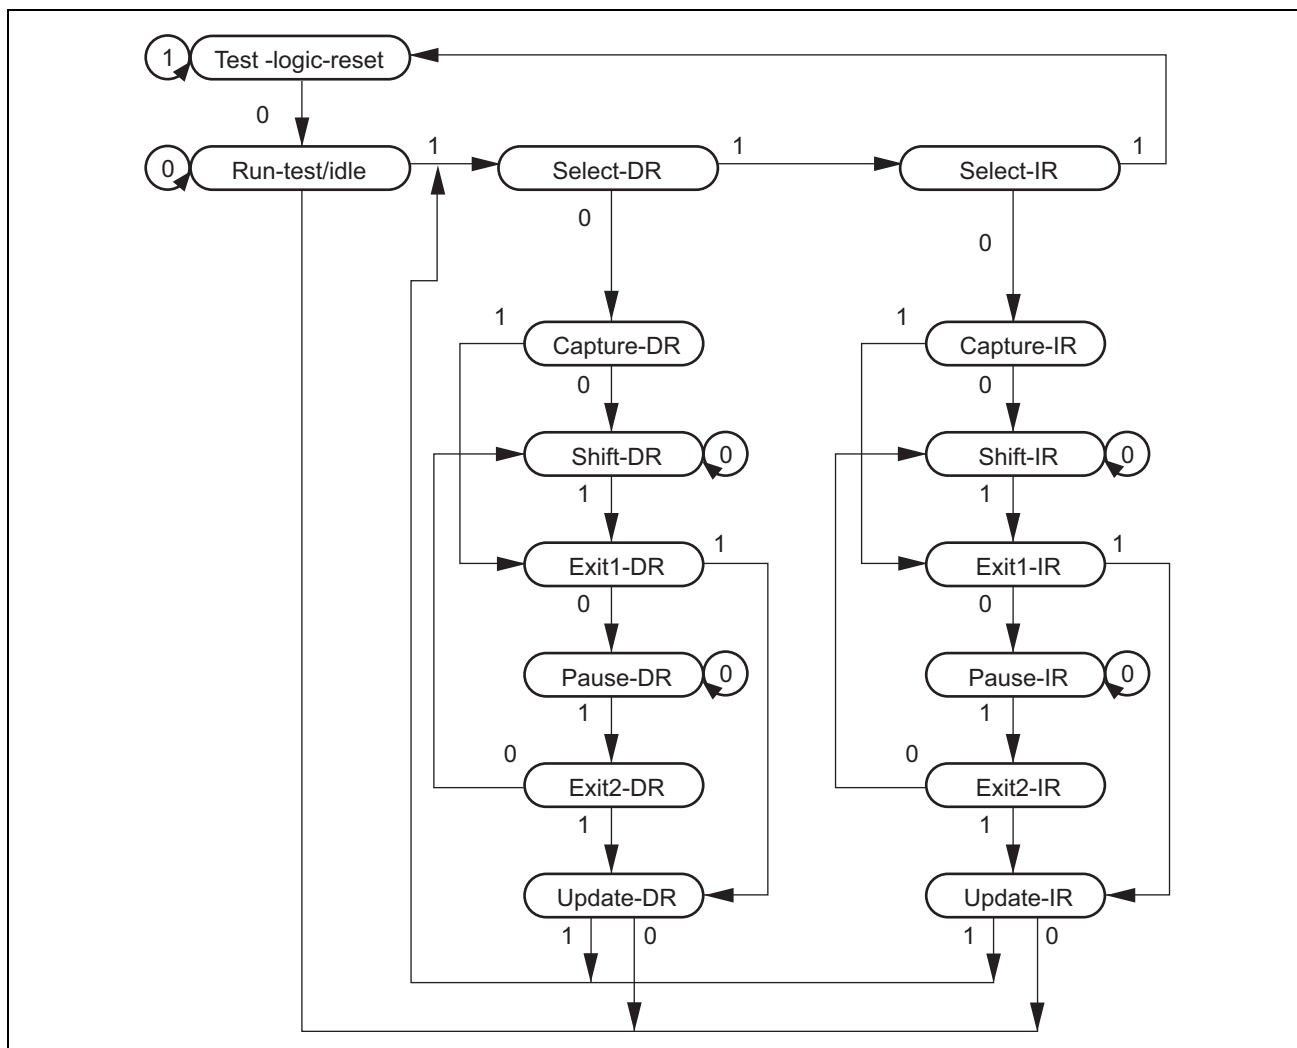 1
Test -logic-reset
0
0
Run-test/idle
1
Select-DR
1
Select-IR
1
0
0
1
Capture-DR
0
1
Capture-IR
0
Shift-DR
0
1
Shift-IR
0
1
Exit1-DR
1
0
Exit1-IR
1
0
Pause-DR
0
1
Pause-IR
0
1
0
Exit2-DR
1
0
Exit2-IR
1
Update-DR
1
0
Update-IR
1
0